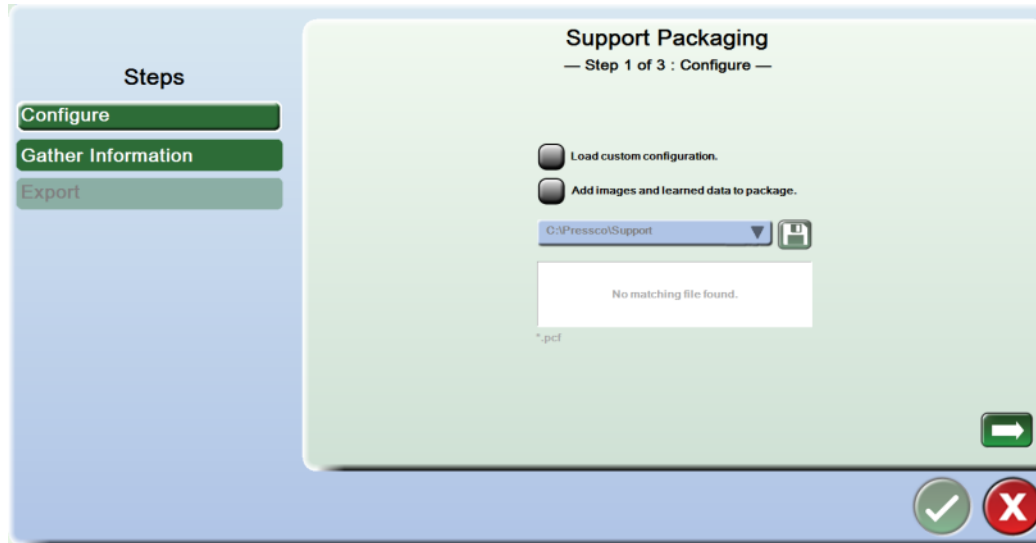 Support Packaging
— Step 1 of 3 : Configure —
Steps
Configure
Gather Information
Export
Load custom configuration.
Add images and learned data to package.
C:\Pressco\Support
No matching file found.
*.pcf